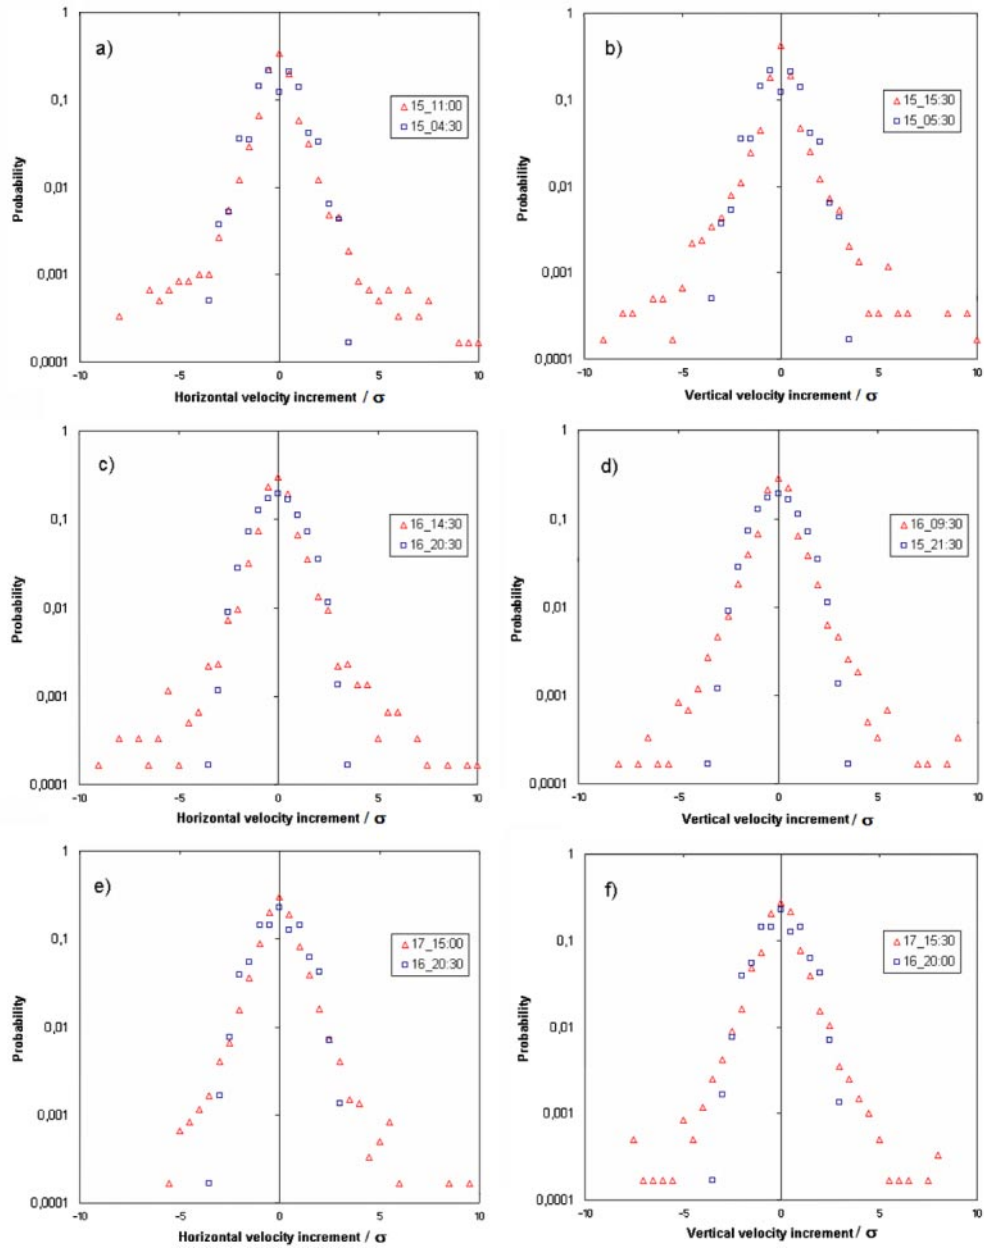 1
a)
15_11:00
15_04:30
0,1
0,01
0,001
0,0001
Probability
-10 -5 0 5 10
Horizontal velocity increment / σ
1
b)
15_15:30
15_05:30
0,1
0,01
0,001
0,0001
Probability
-10 -5 0 5 10
Vertical velocity increment / σ
1
c)
16_14:30
16_20:30
0,1
0,01
0,001
0,0001
Probability
-10 -5 0 5 10
Horizontal velocity increment / σ
1
d)
16_09:30
15_21:30
0,1
0,01
0,001
0,0001
Probability
-10 -5 0 5 10
Vertical velocity increment / σ
1
e)
17_15:00
16_20:30
0,1
0,01
0,001
0,0001
Probability
-10 -5 0 5 10
Horizontal velocity increment / σ
1
f)
17_15:30
16_20:00
0,1
0,01
0,001
0,0001
Probability
-10 -5 0 5 10
Vertical velocity increment / σ